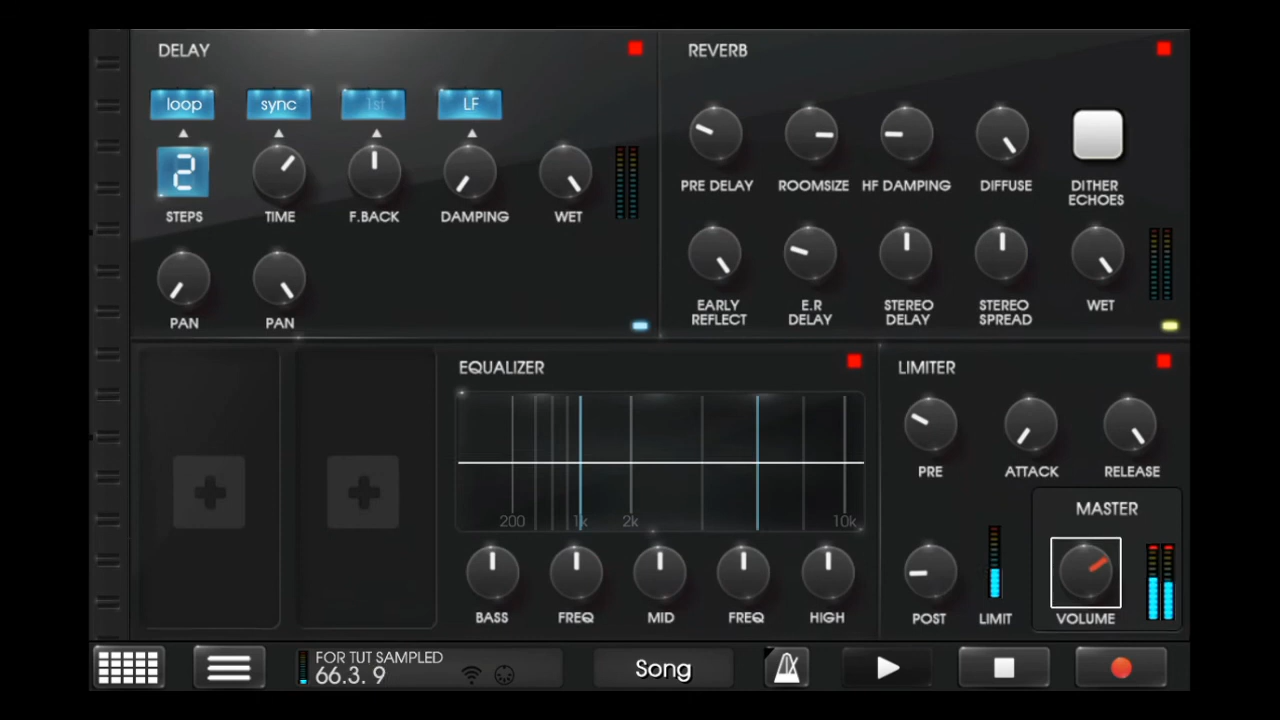 DELAY
loop sync 1st LF
2
STEPS TIME F.BACK DAMPING WET
PAN PAN
REVERB
PRE DELAY ROOMSIZE HF DAMPING DIFFUSE DITHER
ECHOES
EARLY
REFLECT
E.R
DELAY
STEREO
DELAY
STEREO
SPREAD
WET
EQUALIZER
200 1k 2k 10k
BASS FREQ MID FREQ HIGH
LIMITER
PRE ATTACK RELEASE
MASTER
POST LIMIT VOLUME
FOR TUT SAMPLED
66.3. 9
Song